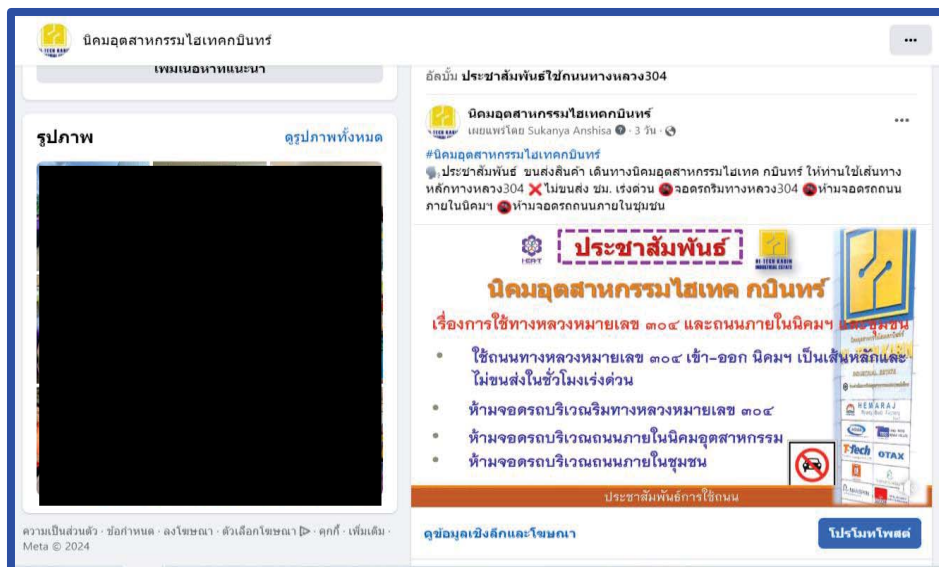 นิคมอุตสาหกรรมไฮเทคกบินทร์
เพิ่มเนื้อหาที่แนะนำ
รูปภาพ
ดูรูปภาพทั้งหมด
ความเป็นส่วนตัว · ข้อกำหนด · ลงโฆษณา · ตัวเลือกโฆษณา · คุกกี้ · เพิ่มเติม ·
Meta © 2024
อัลบั้ม ประชาสัมพันธ์ใช้ถนนทางหลวง304
นิคมอุตสาหกรรมไฮเทคกบินทร์
เผยแพร่โดย Sukanya Anshisa · 3 วัน ·
#นิคมอุตสาหกรรมไฮเทคกบินทร์
🗣️ประชาสัมพันธ์ ขนส่งสินค้า เดินทางนิคมอุตสาหกรรมไฮเทค กบินทร์ ให้ท่านใช้เส้นทาง
หลักทางหลวง304 ❌ไม่ขนส่ง ชม. เร่งด่วน จอดรถริมทางหลวง304 ห้ามจอดรถถนน
ภายในนิคมฯ ห้ามจอดรถถนนภายในชุมชน
I-EA-T
ประชาสัมพันธ์
HI-TECH KABIN
INDUSTRIAL ESTATE
นิคมอุตสาหกรรมไฮเทค กบินทร์
เรื่องการใช้ทางหลวงหมายเลข ๓๐๔ และถนนภายในนิคมฯ และชุมชน
• ใช้ถนนทางหลวงหมายเลข ๓๐๔ เข้า-ออก นิคมฯ เป็นเส้นหลักและ
ไม่ขนส่งในชั่วโมงเร่งด่วน
• ห้ามจอดรถบริเวณริมทางหลวงหมายเลข ๓๐๔
• ห้ามจอดรถบริเวณถนนภายในนิคมอุตสาหกรรม
• ห้ามจอดรถบริเวณถนนภายในชุมชน
INDUSTRIAL ESTATE
HEMARAJ
T-Tech
OTAX
ประชาสัมพันธ์การใช้ถนน
ดูข้อมูลเชิงลึกและโฆษณา
โปรโมทโพสต์